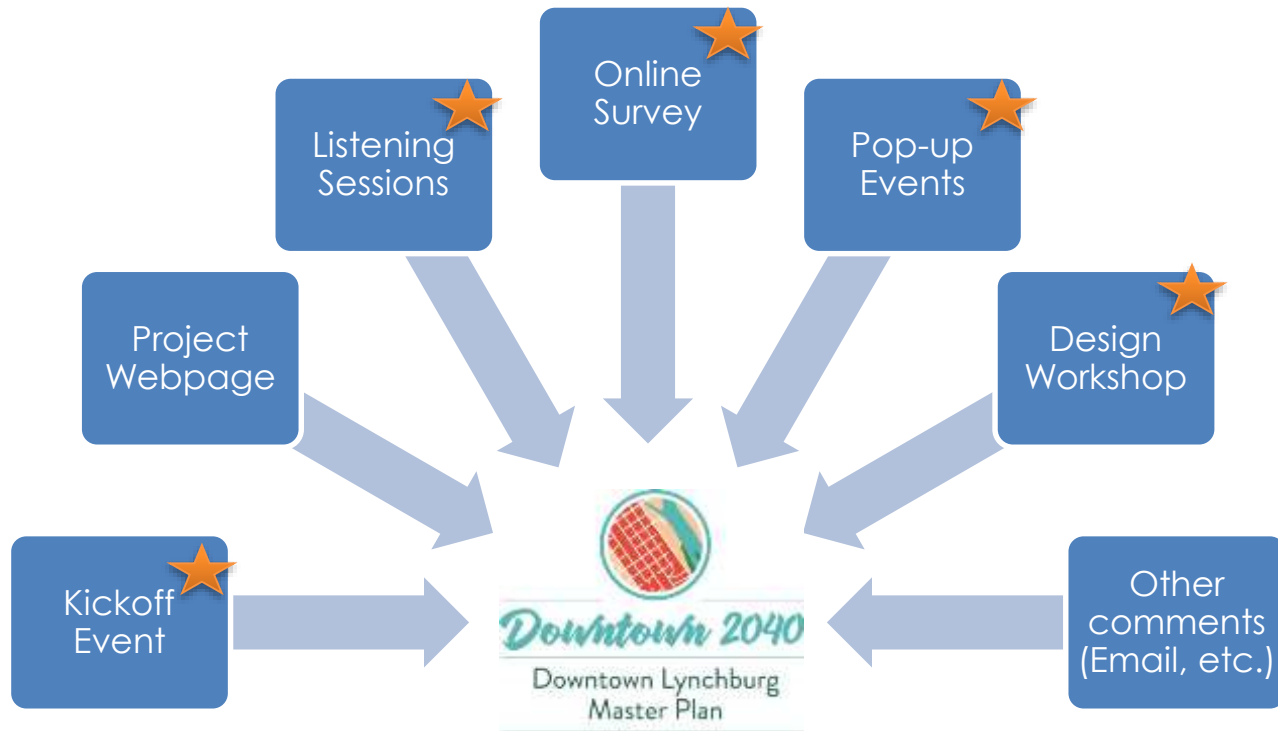 Online
Survey
Listening
Sessions
Pop-up
Events
Project
Webpage
Design
Workshop
Kickoff
Event
Other
comments
(Email, etc.)
Downtown 2040
Downtown Lynchburg
Master Plan